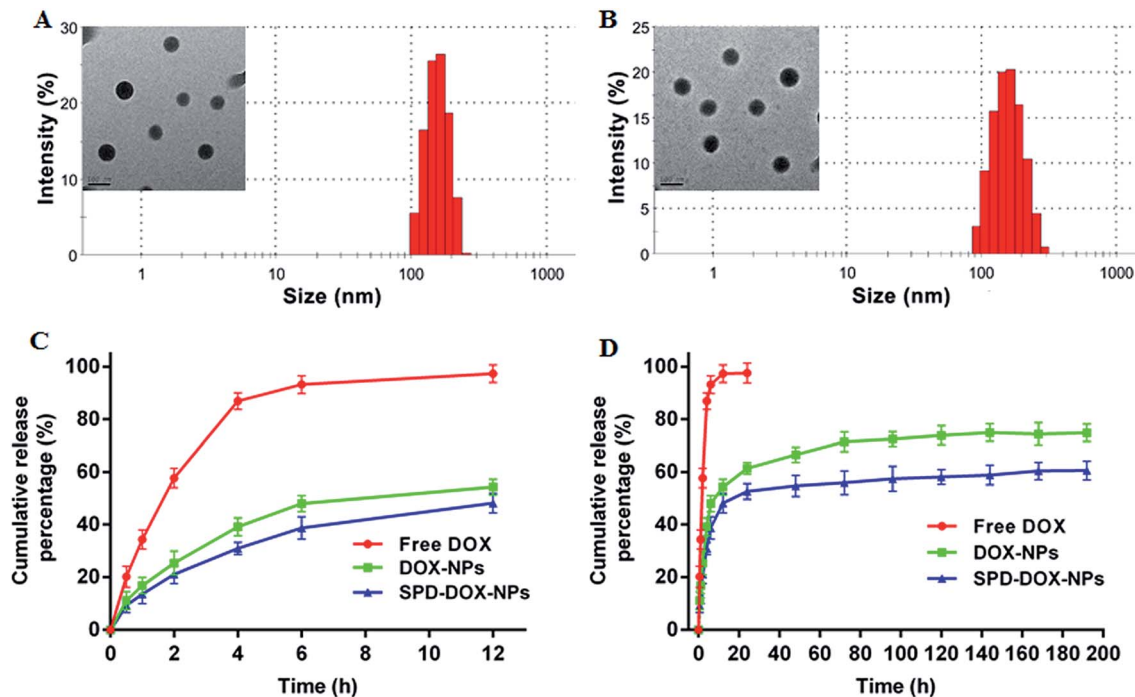 A
Intensity (%)
30
20
10
0
1
10
100
1000
Size (nm)
B
Intensity (%)
25
20
15
10
5
0
1
10
100
1000
Size (nm)
C
Cumulative release
percentage (%)
100
80
60
40
20
0
0 2 4 6 8 10 12
Time (h)
Free DOX
DOX-NPs
SPD-DOX-NPs
D
Cumulative release
percentage (%)
100
80
60
40
20
0
0 20 40 60 80 100 120 140 160 180 200
Time (h)
Free DOX
DOX-NPs
SPD-DOX-NPs